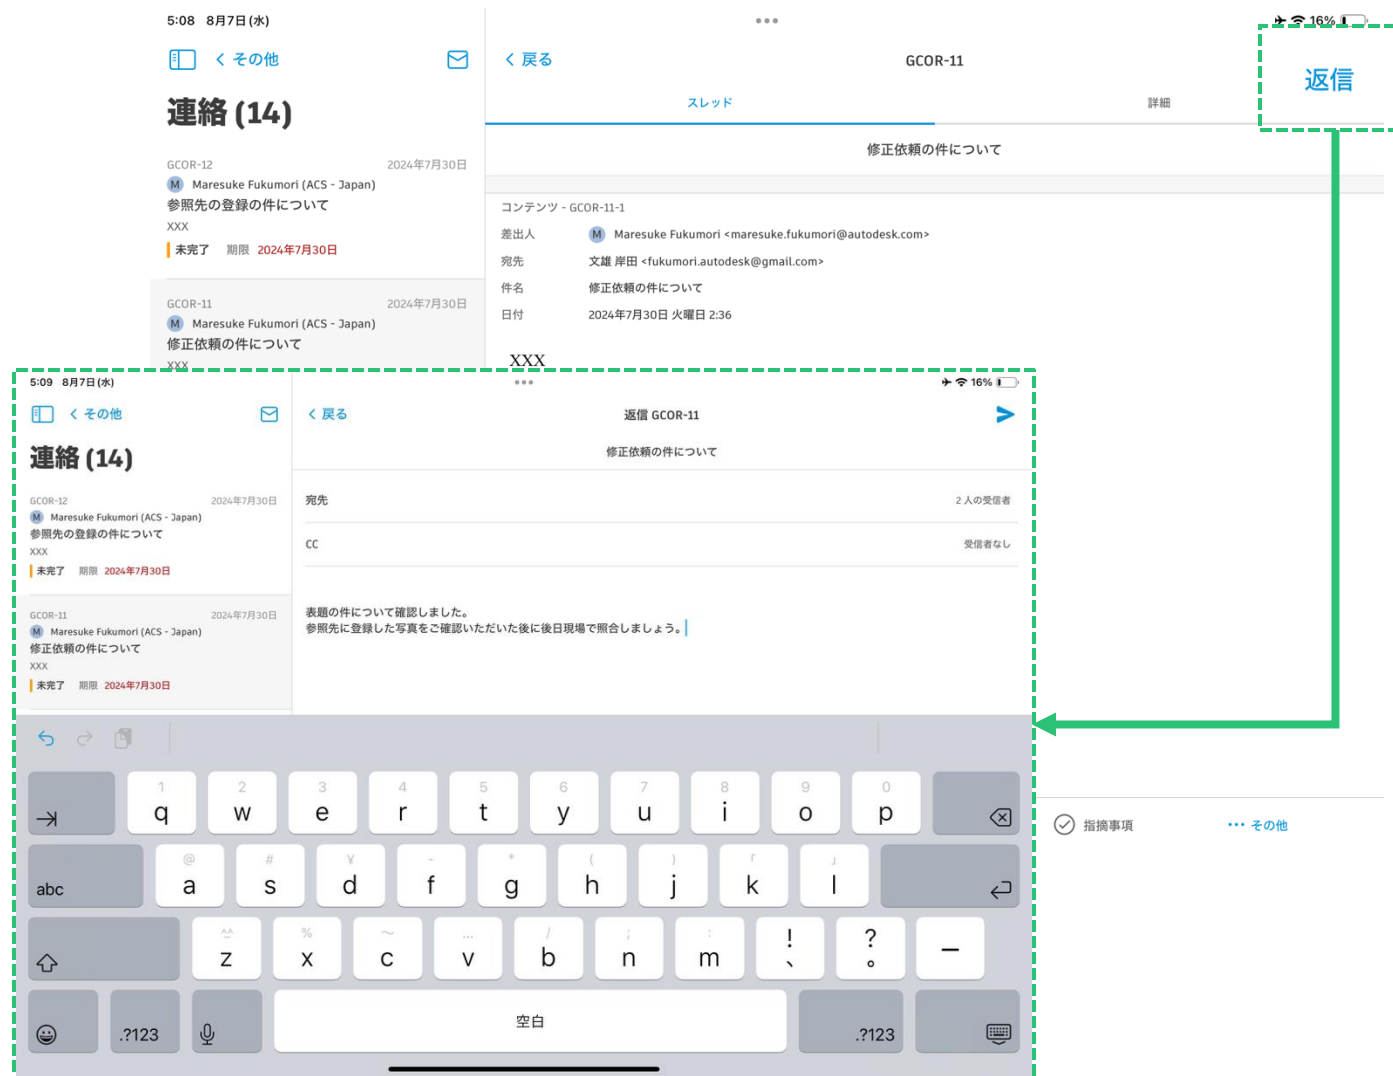 5:08 8月7日(水)
16%
その他
戻る
GCOR-11
返信
連絡 (14)
スレッド
詳細
修正依頼の件について
GCOR-12 2024年7月30日
M Maresuke Fukumori (ACS - Japan)
参照先の登録の件について
XXX
未完了 期限 2024年7月30日
GCOR-11 2024年7月30日
M Maresuke Fukumori (ACS - Japan)
修正依頼の件について
XXX
コンテンツ - GCOR-11-1
差出人 M Maresuke Fukumori <maresuke.fukumori@autodesk.com>
宛先 文雄 岸田 <fukumori.autodesk@gmail.com>
件名 修正依頼の件について
日付 2024年7月30日 火曜日 2:36
XXX
5:09 8月7日(水)
16%
その他
戻る
返信 GCOR-11
連絡 (14)
修正依頼の件について
GCOR-12 2024年7月30日
M Maresuke Fukumori (ACS - Japan)
参照先の登録の件について
XXX
未完了 期限 2024年7月30日
GCOR-11 2024年7月30日
M Maresuke Fukumori (ACS - Japan)
修正依頼の件について
XXX
未完了 期限 2024年7月30日
宛先 2 人の受信者
CC 受信者なし
表題の件について確認しました。
参照先に登録した写真をご確認いただいた後に後日現場で照合しましょう。
1 2 3 4 5 6 7 8 9 0
q w e r t y u i o p
@ # ¥ - * ( ) 「 」
abc a s d f g h j k l
^^ % 〜 … / ; : ! ?
z x c v b n m 、 。 ー
.?123 空白 .?123
指摘事項
その他